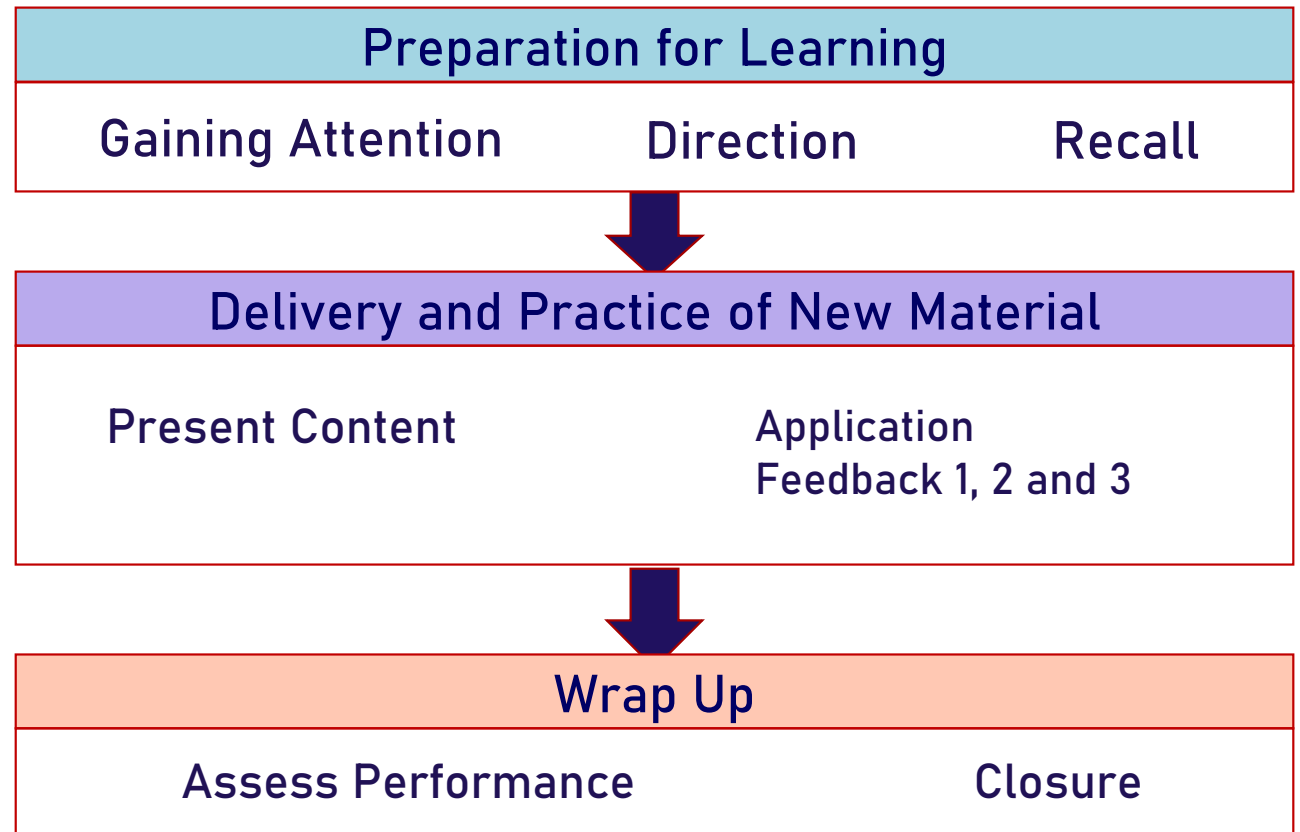 Preparation for Learning
Gaining Attention Direction Recall
Delivery and Practice of New Material
Present Content Application
Feedback 1, 2 and 3
Wrap Up
Assess Performance Closure